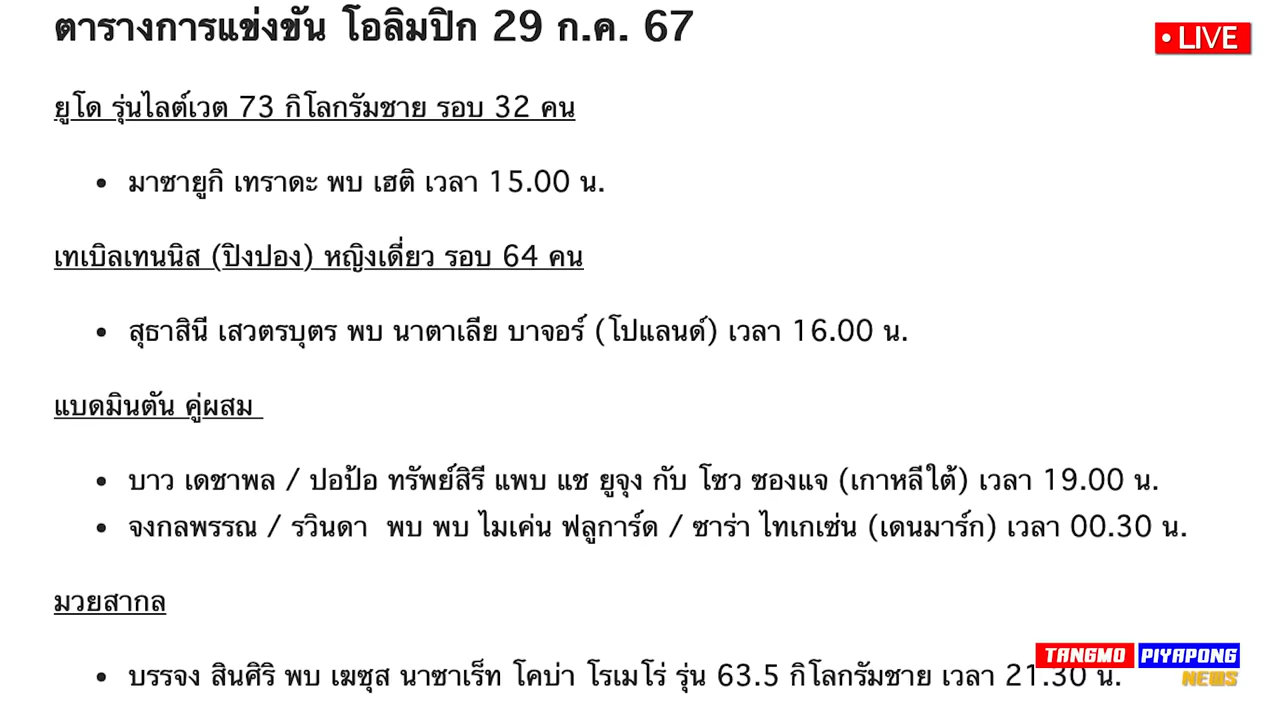 ตารางการแข่งขัน โอลิมปิก 29 ก.ค. 67
• LIVE
ยูโด รุ่นไลต์เวต 73 กิโลกรัมชาย รอบ 32 คน
• มาซายูกิ เทราดะ พบ เฮติ เวลา 15.00 น.
เทเบิลเทนนิส (ปิงปอง) หญิงเดี่ยว รอบ 64 คน
• สุธาสินี เสวตรบุตร พบ นาตาเลีย บาจอร์ (โปแลนด์) เวลา 16.00 น.
แบดมินตัน คู่ผสม
• บาว เดชาพล / ปอป้อ ทรัพย์สิรี แพบ แช ยูจุง กับ โซว ซองแจ (เกาหลีใต้) เวลา 19.00 น.
• จงกลพรรณ / รวินดา พบ พบ ไมเค่น ฟลูการ์ด / ซาร่า ไทเกเซ่น (เดนมาร์ก) เวลา 00.30 น.
มวยสากล
• บรรจง สินศิริ พบ เฆซุส นาซาเร็ท โคบ่า โรเมโร่ รุ่น 63.5 กิโลกรัมชาย เวลา 21.30 น.
TANGMO PIYAPONG
NEWS